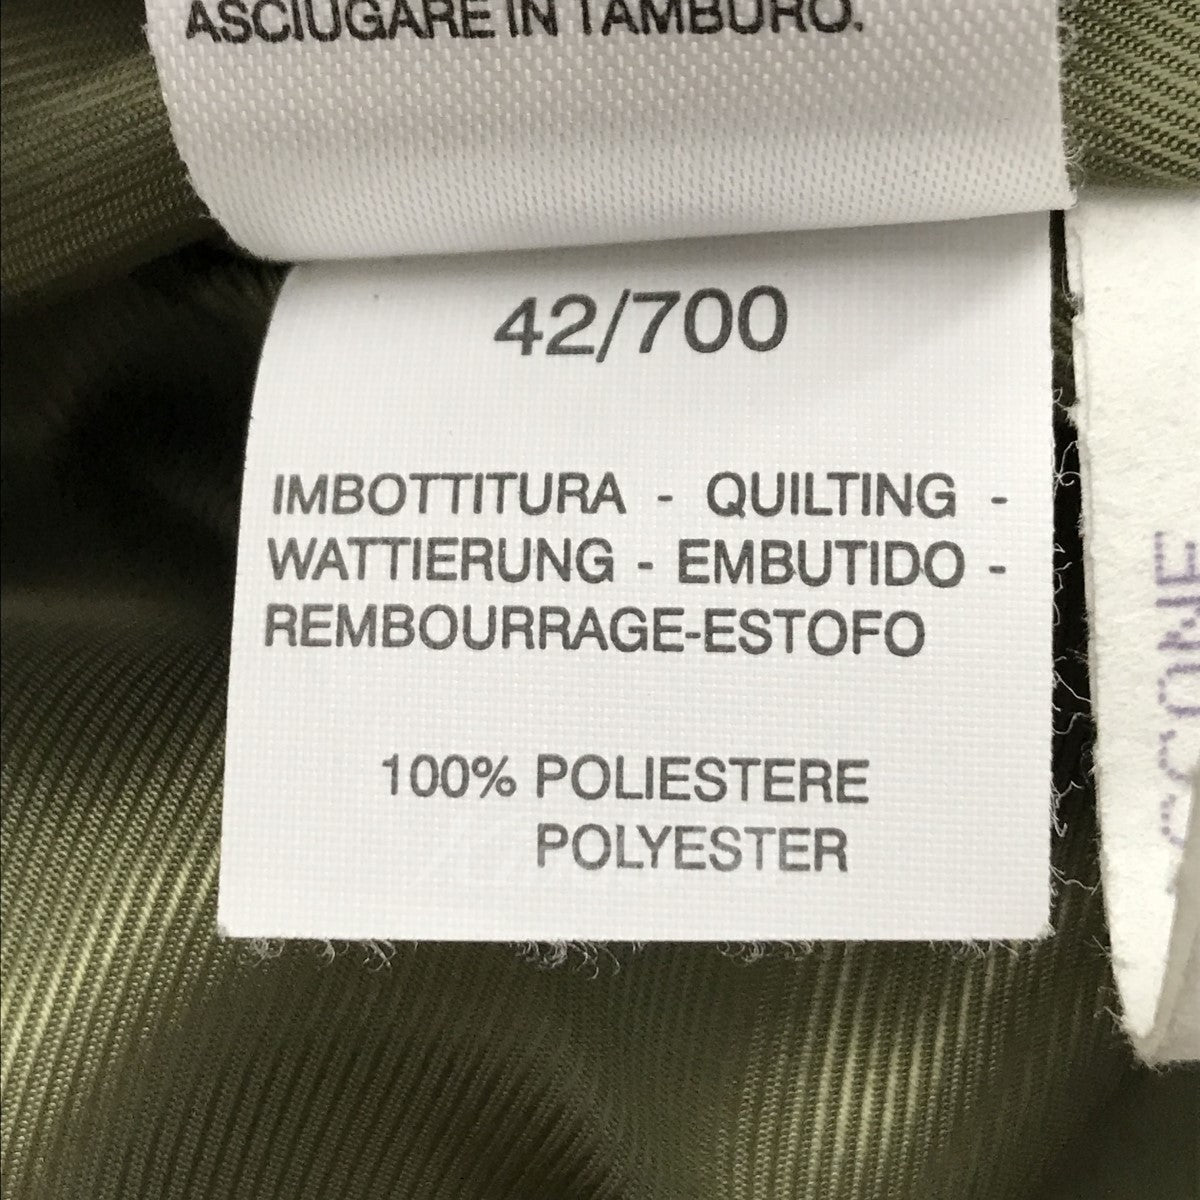 ASCIUGARE IN TAMBURO.
42/700
IMBOTTITURA - QUILTING -
WATTIERUNG - EMBUTIDO -
REMBOURRAGE-ESTOFO
100% POLIESTERE
POLYESTER